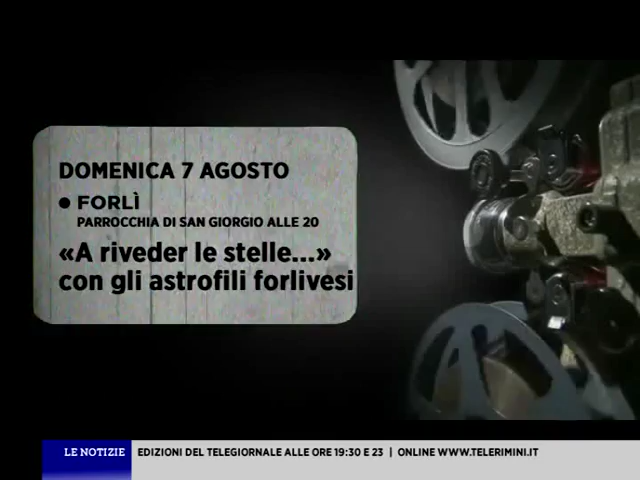 DOMENICA 7 AGOSTO
● FORLÌ
PARROCCHIA DI SAN GIORGIO ALLE 20
«A riveder le stelle...»
con gli astrofili forlivesi
LE NOTIZIE EDIZIONI DEL TELEGIORNALE ALLE ORE 19:30 E 23 | ONLINE WWW.TELERIMINI.IT